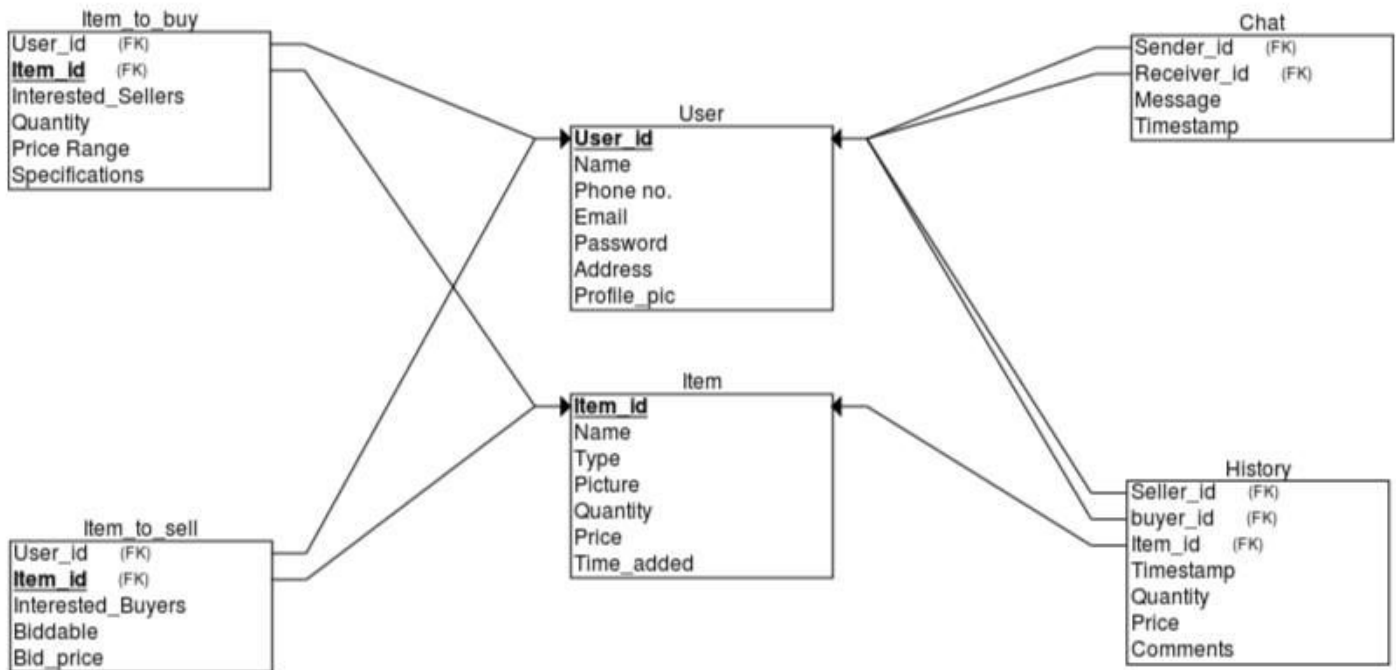 Item_to_buy
User_id (FK)
Item_id (FK)
Interested_Sellers
Quantity
Price Range
Specifications
Chat
Sender_id (FK)
Receiver_id (FK)
Message
Timestamp
User
User_id
Name
Phone no.
Email
Password
Address
Profile_pic
Item
Item_id
Name
Type
Picture
Quantity
Price
Time_added
Item_to_sell
User_id (FK)
Item_id (FK)
Interested_Buyers
Biddable
Bid_price
History
Seller_id (FK)
buyer_id (FK)
Item_id (FK)
Timestamp
Quantity
Price
Comments